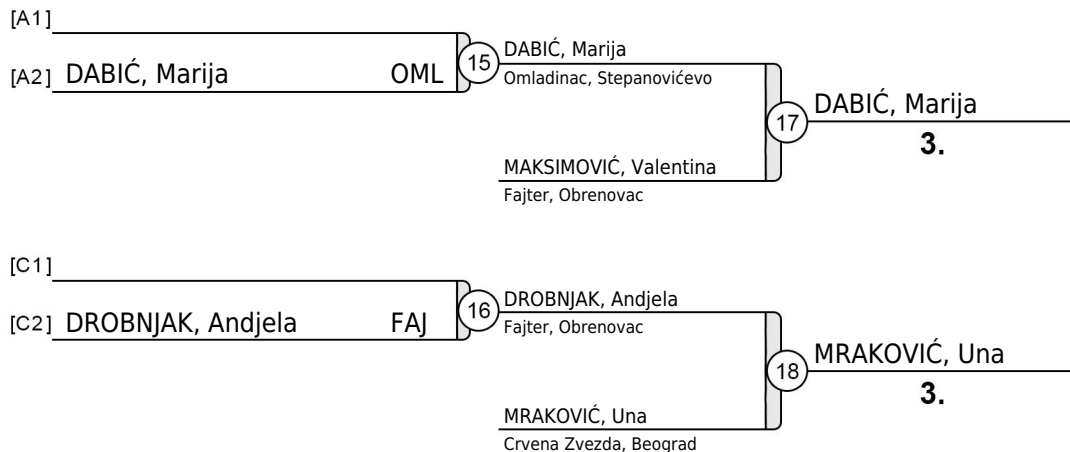 [A1]
[A2] DABIĆ, Marija OML
15
DABIĆ, Marija
Omladinac, Stepanovićevo
17
DABIĆ, Marija
3.
MAKSIMOVIĆ, Valentina
Fajter, Obrenovac
[C1]
[C2] DROBNJAK, Andjela FAJ
16
DROBNJAK, Andjela
Fajter, Obrenovac
18
MRAKOVIĆ, Una
3.
MRAKOVIĆ, Una
Crvena Zvezda, Beograd